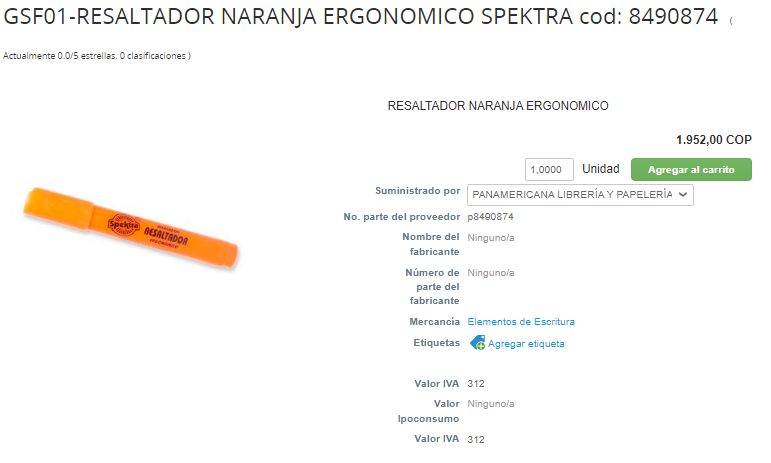 GSF01-RESALTADOR NARANJA ERGONOMICO SPEKTRA cod: 8490874 (
Actualmente 0.0/5 estrellas. 0 clasificaciones )
RESALTADOR NARANJA ERGONOMICO
1.952,00 COP
1,0000 Unidad Agregar al carrito
Suministrado por PANAMERICANA LIBRERÍA Y PAPELERÍA
No. parte del proveedor p8490874
Nombre del Ninguno/a
fabricante
Número de Ninguno/a
parte del
fabricante
Mercancía Elementos de Escritura
Etiquetas Agregar etiqueta
Valor IVA 312
Valor Ninguno/a
Ipoconsumo
Valor IVA 312
Spektra
RESALTADOR
ERGONOMICO